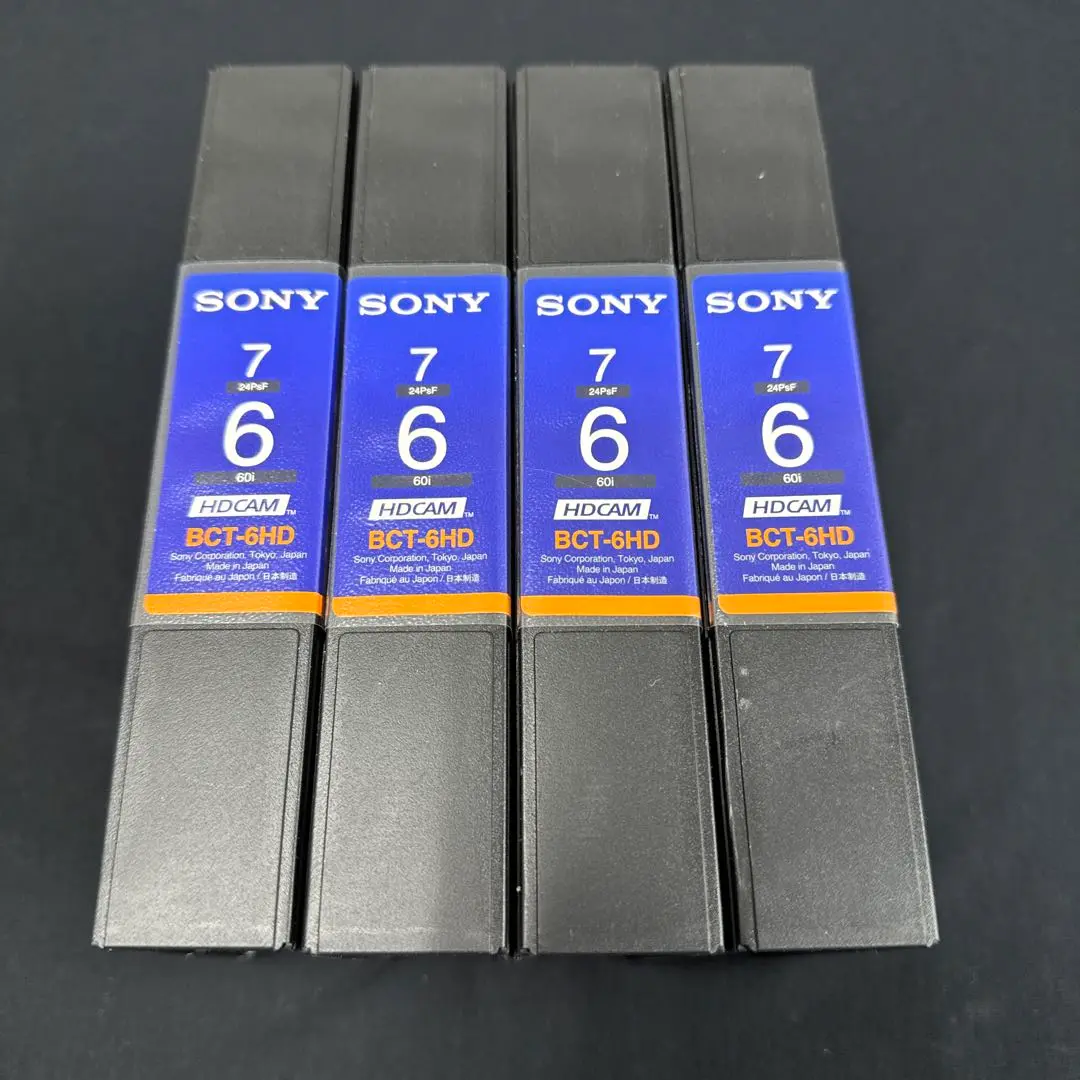 SONY
7
24PsF
6
60i
HDCAM™
BCT-6HD
Sony Corporation, Tokyo, Japan
Made in Japan
Fabriqué au Japon / 日本制造
SONY
7
24PsF
6
60i
HDCAM™
BCT-6HD
Sony Corporation, Tokyo, Japan
Made in Japan
Fabriqué au Japon / 日本制造
SONY
7
24PsF
6
60i
HDCAM™
BCT-6HD
Sony Corporation, Tokyo, Japan
Made in Japan
Fabriqué au Japon / 日本制造
SONY
7
24PsF
6
60i
HDCAM™
BCT-6HD
Sony Corporation, Tokyo, Japan
Made in Japan
Fabriqué au Japon / 日本制造